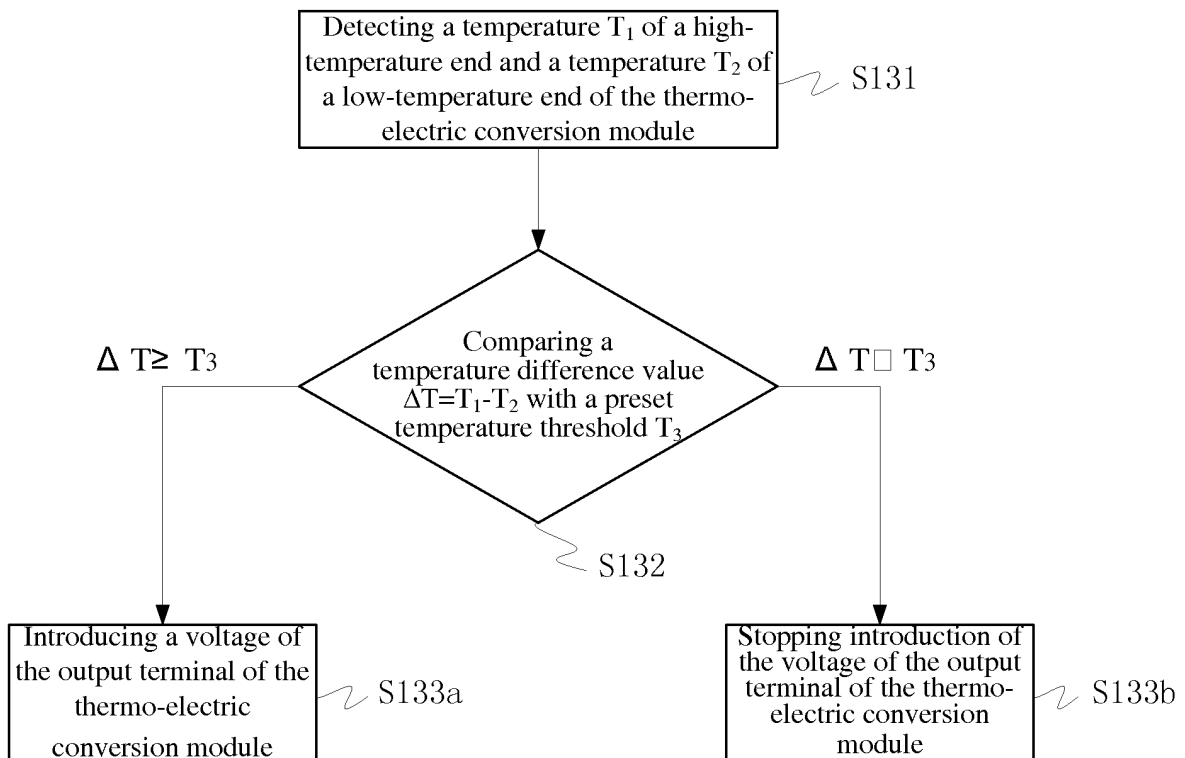 Detecting a temperature T₁ of a high-
temperature end and a temperature T₂ of
a low-temperature end of the thermo-
electric conversion module
S131
Comparing a
temperature difference value
ΔT=T₁-T₂ with a preset
temperature threshold T₃
Δ T≥ T3
Δ T□ T3
S132
Introducing a voltage of
the output terminal of the
thermo-electric
conversion module
S133a
Stopping introduction of
the voltage of the output
terminal of the thermo-
electric conversion
module
S133b